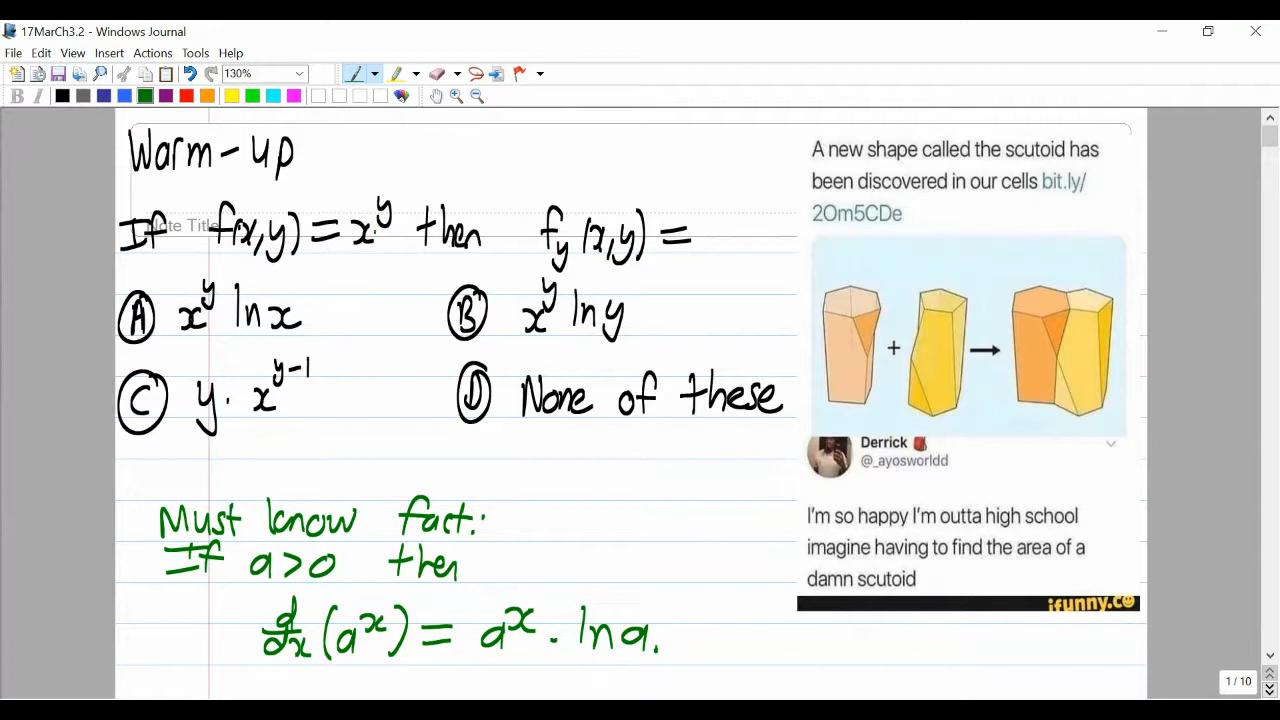 17MarCh3.2 - Windows Journal
File Edit View Insert Actions Tools Help
130%
B I
Warm-up
Note Title
If f(x,y) = x^y then f_y(x,y) =
(A) x^y ln x (B) x^y ln y
(C) y · x^{y-1} (D) None of these
Must know fact:
If a>0 then
d/dx (a^x) = a^x · ln a.
A new shape called the scutoid has
been discovered in our cells bit.ly/
2Om5CDe
+
Derrick
@_ayosworldd
I'm so happy I'm outta high school
imagine having to find the area of a
damn scutoid
ifunny.co
1 / 10